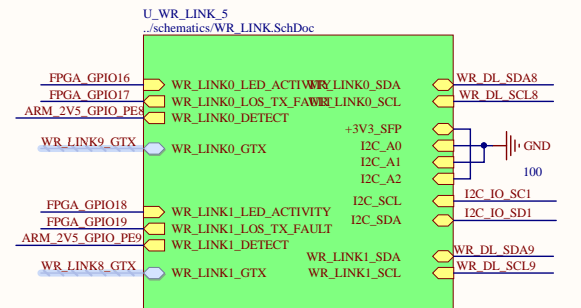 U_WR_LINK_5
../schematics/WR_LINK.SchDoc
FPGA_GPIO16 WR_LINK0_LED_ACTIVITY WR_LINK0_SDA WR_DL_SDA8
FPGA_GPIO17 WR_LINK0_LOS_TX_FAULT WR_LINK0_SCL WR_DL_SCL8
ARM_2V5_GPIO_PE8 WR_LINK0_DETECT
+3V3_SFP
WR_LINK9_GTX WR_LINK0_GTX I2C_A0 GND
I2C_A1
I2C_A2 100
I2C_SCL I2C_IO_SC1
FPGA_GPIO18 WR_LINK1_LED_ACTIVITY I2C_SDA I2C_IO_SD1
FPGA_GPIO19 WR_LINK1_LOS_TX_FAULT
ARM_2V5_GPIO_PE9 WR_LINK1_DETECT
WR_LINK1_SDA WR_DL_SDA9
WR_LINK8_GTX WR_LINK1_GTX WR_LINK1_SCL WR_DL_SCL9